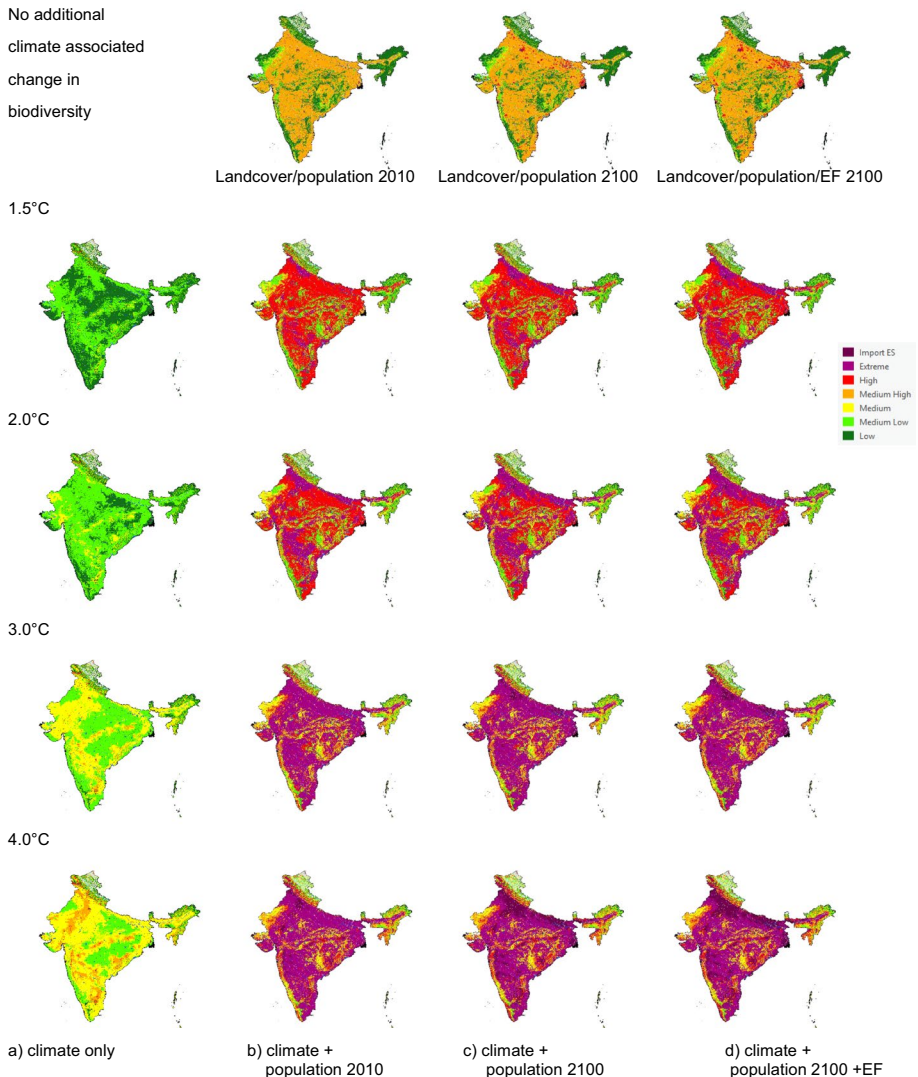 No additional
climate associated
change in
biodiversity
Landcover/population 2010
Landcover/population 2100
Landcover/population/EF 2100
1.5°C
Import ES
Extreme
High
Medium High
Medium
Medium Low
Low
2.0°C
3.0°C
4.0°C
a) climate only
b) climate +
population 2010
c) climate +
population 2100
d) climate +
population 2100 +EF